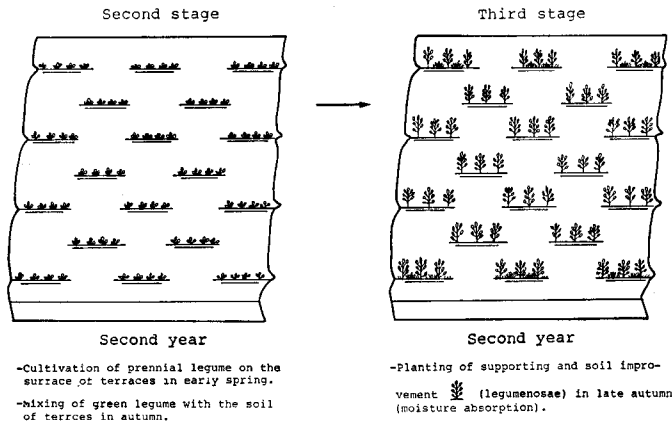 Second stage
Second year
-Cultivation of prennial legume on the
surrace ot terraces in early spring.
-Mixing of green legume with the soil
of terrces in autumn.
Third stage
Second year
-Planting of supporting and soil impro-
vement (legumenosae) in late autumn
(moisture absorption).